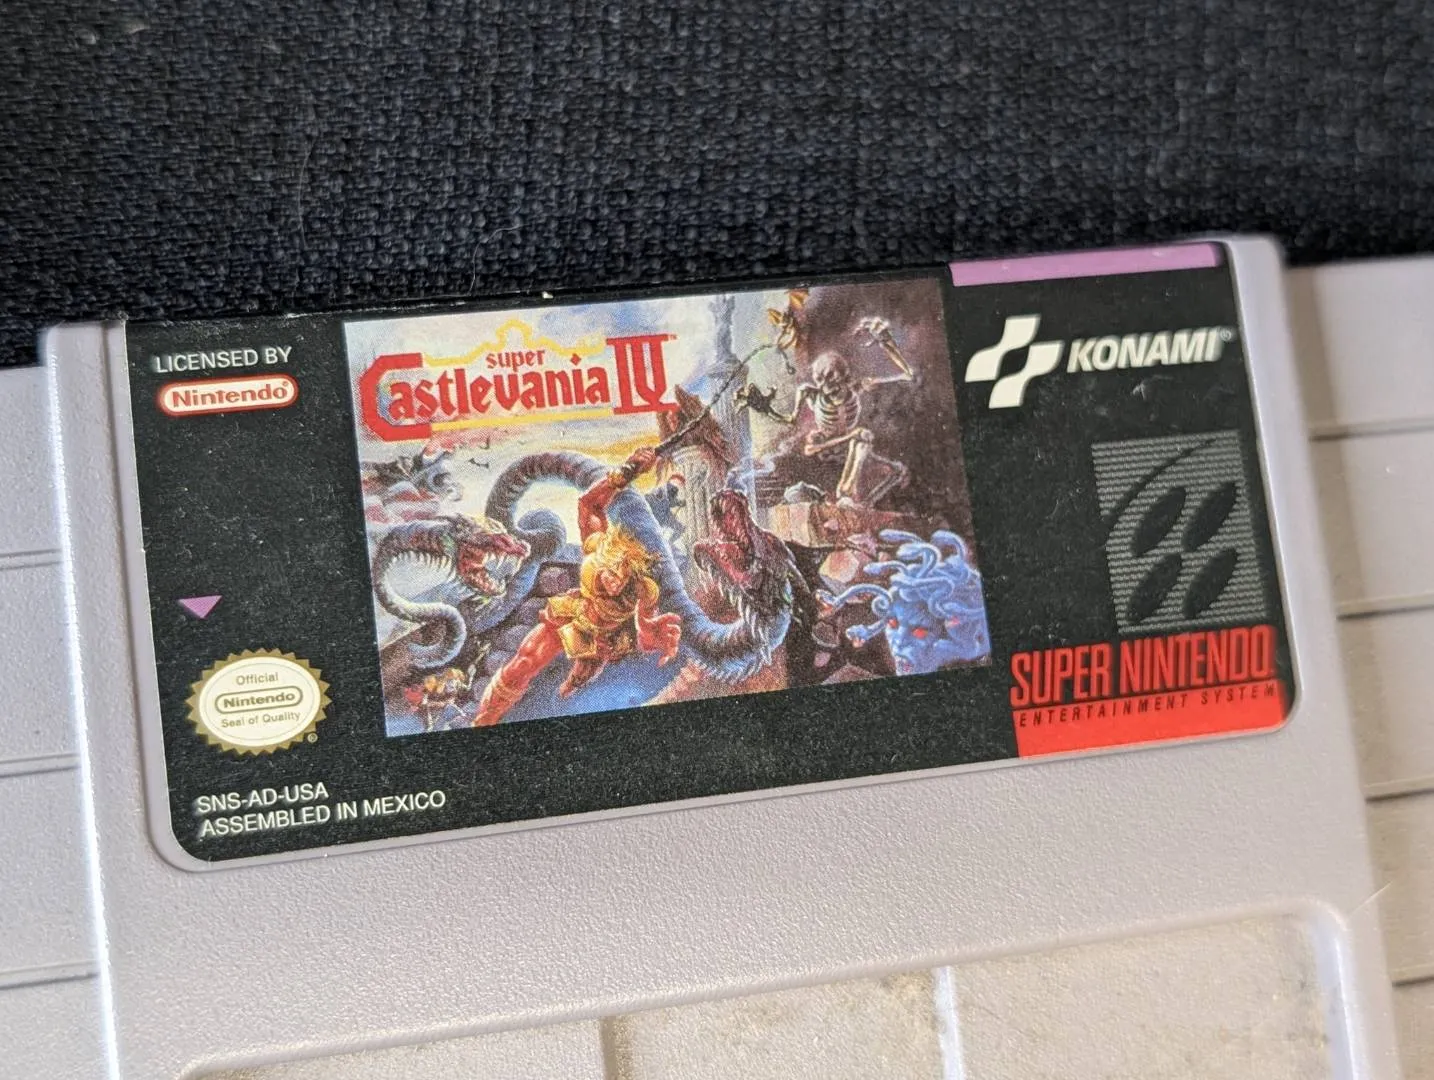 LICENSED BY
Nintendo®
super
Castlevania IV™
KONAMI®
Official
Nintendo
Seal of Quality
®
SUPER NINTENDO
ENTERTAINMENT SYSTEM
SNS-AD-USA
ASSEMBLED IN MEXICO